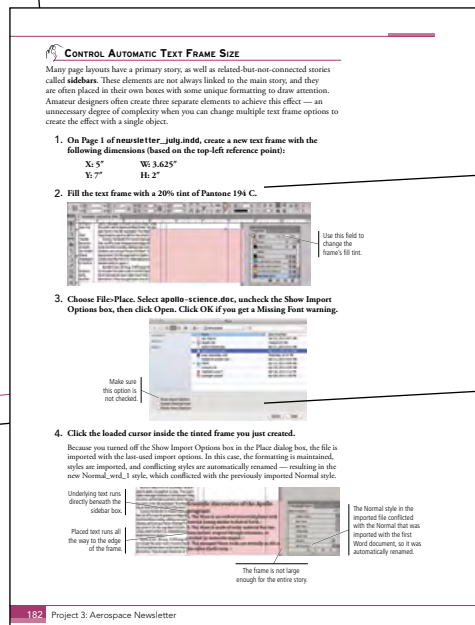 Control Automatic Text Frame Size
Many page layouts have a primary story, as well as related-but-not-connected stories
called sidebars. These elements are not always linked to the main story, and they
are often placed in their own boxes with some unique formatting to draw attention.
Amateur designers often create three separate elements to achieve this effect — an
unnecessary degree of complexity when you can change multiple text frame options to
create the effect with a single object.
1. On Page 1 of newsletter_july.indd, create a new text frame with the
following dimensions (based on the top-left reference point):
X: 5″ W: 3.625″
Y: 7″ H: 2″
2. Fill the text frame with a 20% tint of Pantone 194 C.
Use this field to
change the
frame's fill tint.
3. Choose File>Place. Select apollo-science.doc, uncheck the Show Import
Options box, then click Open. Click OK if you get a Missing Font warning.
Make sure
this option is
not checked.
4. Click the loaded cursor inside the tinted frame you just created.
Because you turned off the Show Import Options box in the Place dialog box, the file is
imported with the last-used import options. In this case, the formatting is maintained,
styles are imported, and conflicting styles are automatically renamed — resulting in the
new Normal_wrd_1 style, which conflicted with the previously imported Normal style.
Underlying text runs
directly beneath the
sidebar box.
Placed text runs all
the way to the edge
of the frame.
The frame is not large
enough for the entire story.
The Normal style in the
imported file conflicted
with the Normal that was
imported with the first
Word document, so it was
automatically renamed.
182 Project 3: Aerospace Newsletter